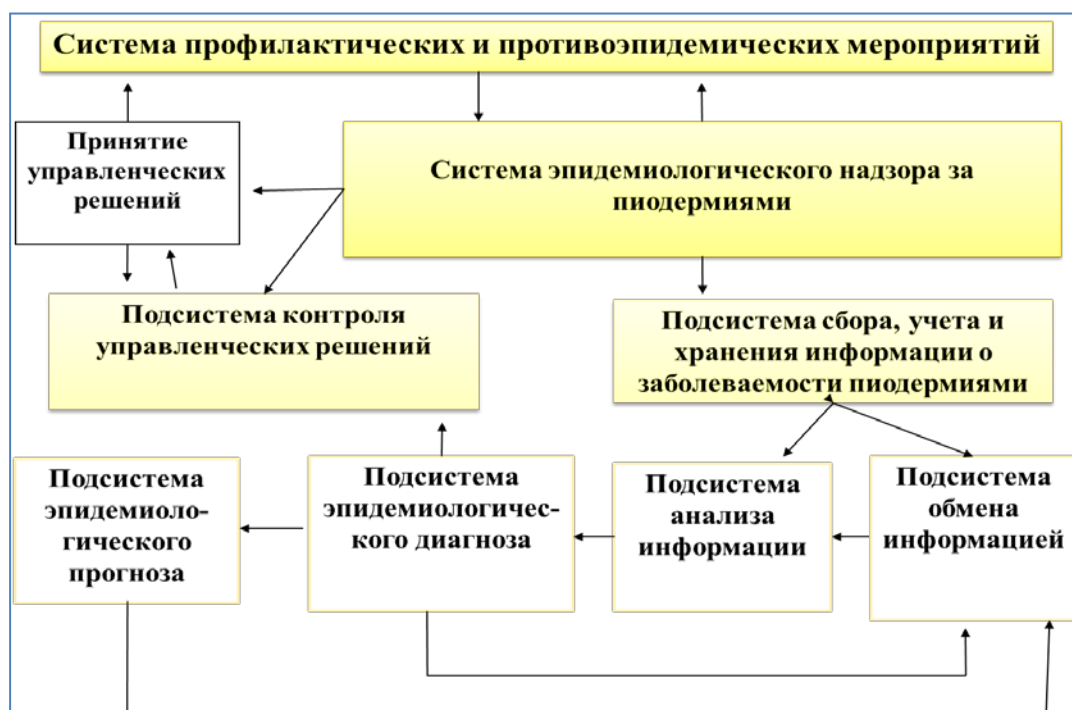 Система профилактических и противоэпидемических мероприятий
Принятие
управленческих
решений
Система эпидемиологического надзора за
пиодермиями
Подсистема контроля
управленческих решений
Подсистема сбора, учета и
хранения информации о
заболеваемости пиодермиями
Подсистема
эпидемиоло-
гического
прогноза
Подсистема
эпидемиологичес-
кого диагноза
Подсистема
анализа
информации
Подсистема
обмена
информацией